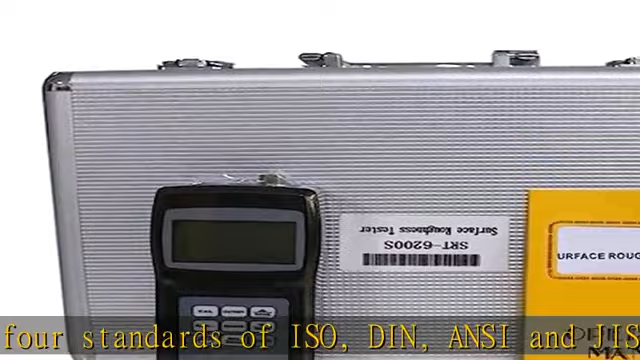 Surface Roughness Tester
SRT-6200S
URFACE ROUG
four standards of ISO, DIN, ANSI and JIS